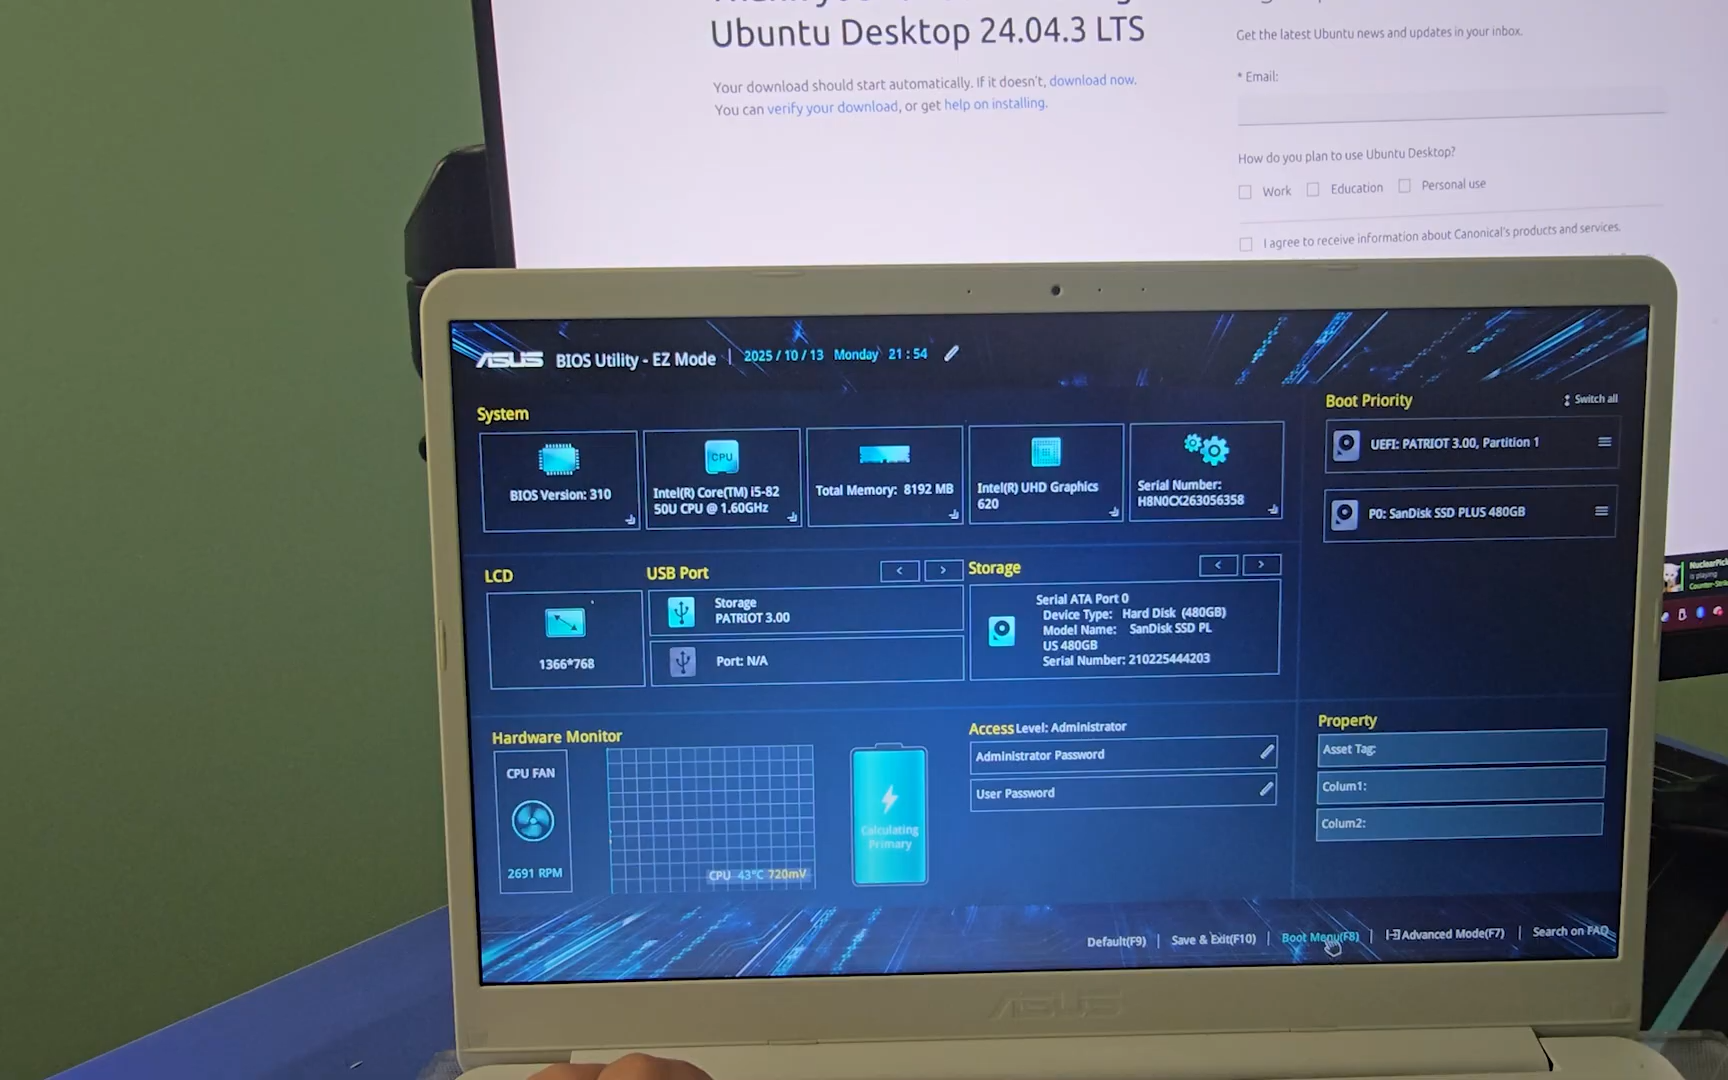 Ubuntu Desktop 24.04.3 LTS
Your download should start automatically. If it doesn't, download now.
You can verify your download, or get help on installing.
Get the latest Ubuntu news and updates in your inbox.
* Email:
How do you plan to use Ubuntu Desktop?
Work Education Personal use
I agree to receive information about Canonical's products and services.
ASUS BIOS Utility - EZ Mode 2025/10/13 Monday 21:54
System
BIOS Version: 310
Intel(R) Core(TM) i5-82
50U CPU @ 1.60GHz
Total Memory: 8192 MB
Intel(R) UHD Graphics
620
Serial Number:
H8N0CX263056358
Boot Priority
Switch all
UEFI: PATRIOT 3.00, Partition 1
P0: SanDisk SSD PLUS 480GB
LCD
1366*768
USB Port
< >
Storage
PATRIOT 3.00
Port: N/A
Storage
< >
Serial ATA Port 0
Device Type: Hard Disk (480GB)
Model Name: SanDisk SSD PL
US 480GB
Serial Number: 210225444203
Hardware Monitor
CPU FAN
2691 RPM
CPU 43°C 720mV
Calculating
Primary
Access Level: Administrator
Administrator Password
User Password
Property
Asset Tag:
Colum1:
Colum2:
Default(F9) | Save & Exit(F10) | Boot Menu(F8) | Advanced Mode(F7) | Search on FAQ
is playing
ASUS